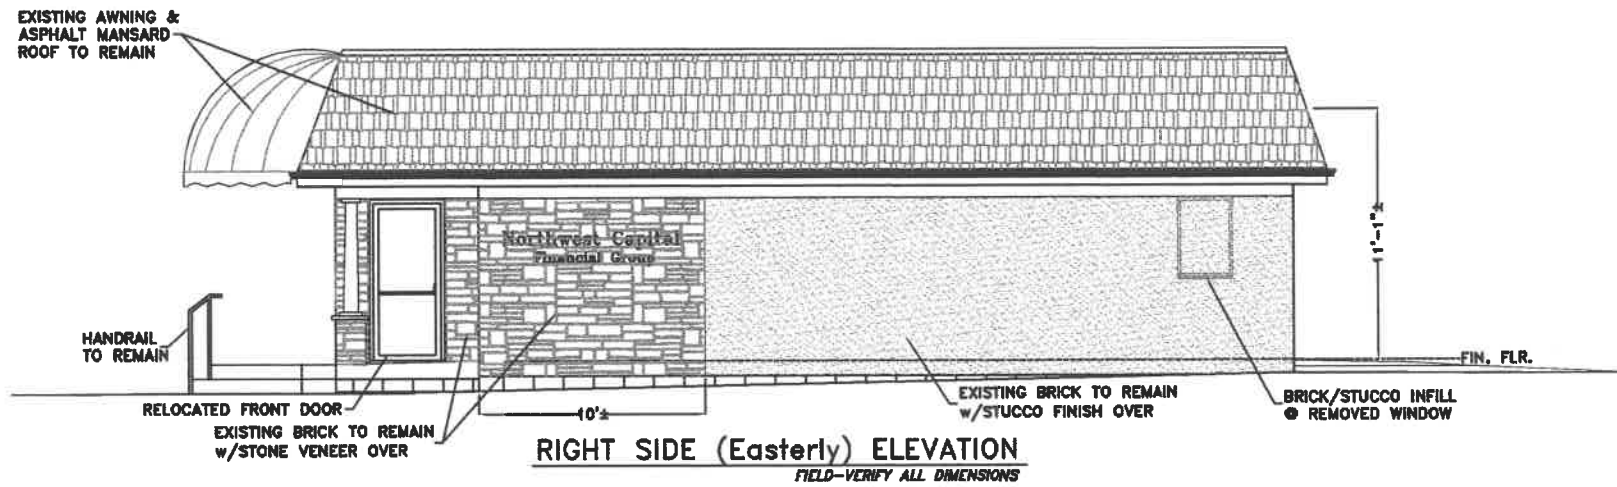 EXISTING AWNING &
ASPHALT MANSARD
ROOF TO REMAIN
Northwest Capital
Financial Group
1'-1"±
HANDRAIL
TO REMAIN
FIN. FLR.
RELOCATED FRONT DOOR
10'±
EXISTING BRICK TO REMAIN
w/STUCCO FINISH OVER
BRICK/STUCCO INFILL
@ REMOVED WINDOW
EXISTING BRICK TO REMAIN
w/STONE VENEER OVER
RIGHT SIDE (Easterly) ELEVATION
FIELD-VERIFY ALL DIMENSIONS